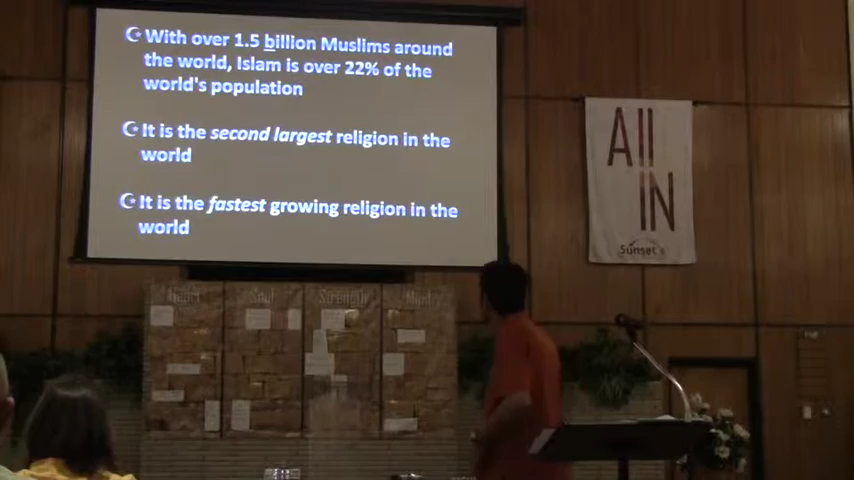 With over 1.5 billion Muslims around
the world, Islam is over 22% of the
world's population
It is the second largest religion in the
world
It is the fastest growing religion in the
world
ALL
IN
Sunset
Soul
Strength